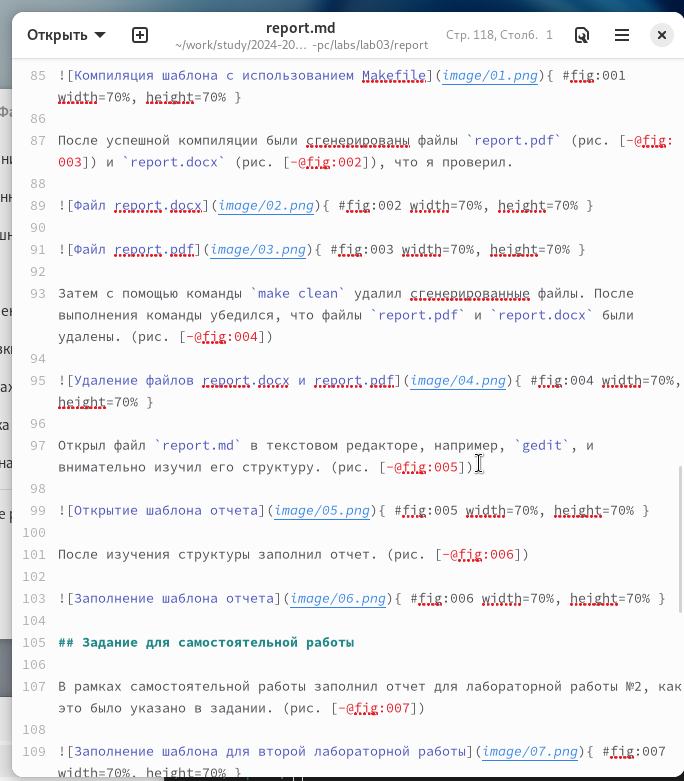 Открыть
report.md
~/work/study/2024-20… -pc/labs/lab03/report
Стр. 118, Столб. 1
85 ![Компиляция шаблона с использованием Makefile](image/01.png){ #fig:001
width=70%, height=70% }
86
87 После успешной компиляции были сгенерированы файлы `report.pdf` (рис. [-@fig:
003]) и `report.docx` (рис. [-@fig:002]), что я проверил.
88
89 ![Файл report.docx](image/02.png){ #fig:002 width=70%, height=70% }
90
91 ![Файл report.pdf](image/03.png){ #fig:003 width=70%, height=70% }
92
93 Затем с помощью команды `make clean` удалил сгенерированные файлы. После
выполнения команды убедился, что файлы `report.pdf` и `report.docx` были
удалены. (рис. [-@fig:004])
94
95 ![Удаление файлов report.docx и report.pdf](image/04.png){ #fig:004 width=70%,
height=70% }
96
97 Открыл файл `report.md` в текстовом редакторе, например, `gedit`, и
внимательно изучил его структуру. (рис. [-@fig:005])
98
99 ![Открытие шаблона отчета](image/05.png){ #fig:005 width=70%, height=70% }
100
101 После изучения структуры заполнил отчет. (рис. [-@fig:006])
102
103 ![Заполнение шаблона отчета](image/06.png){ #fig:006 width=70%, height=70% }
104
105 ## Задание для самостоятельной работы
106
107 В рамках самостоятельной работы заполнил отчет для лабораторной работы №2, как
это было указано в задании. (рис. [-@fig:007])
108
109 ![Заполнение шаблона для второй лабораторной работы](image/07.png){ #fig:007
width=70%, height=70% }